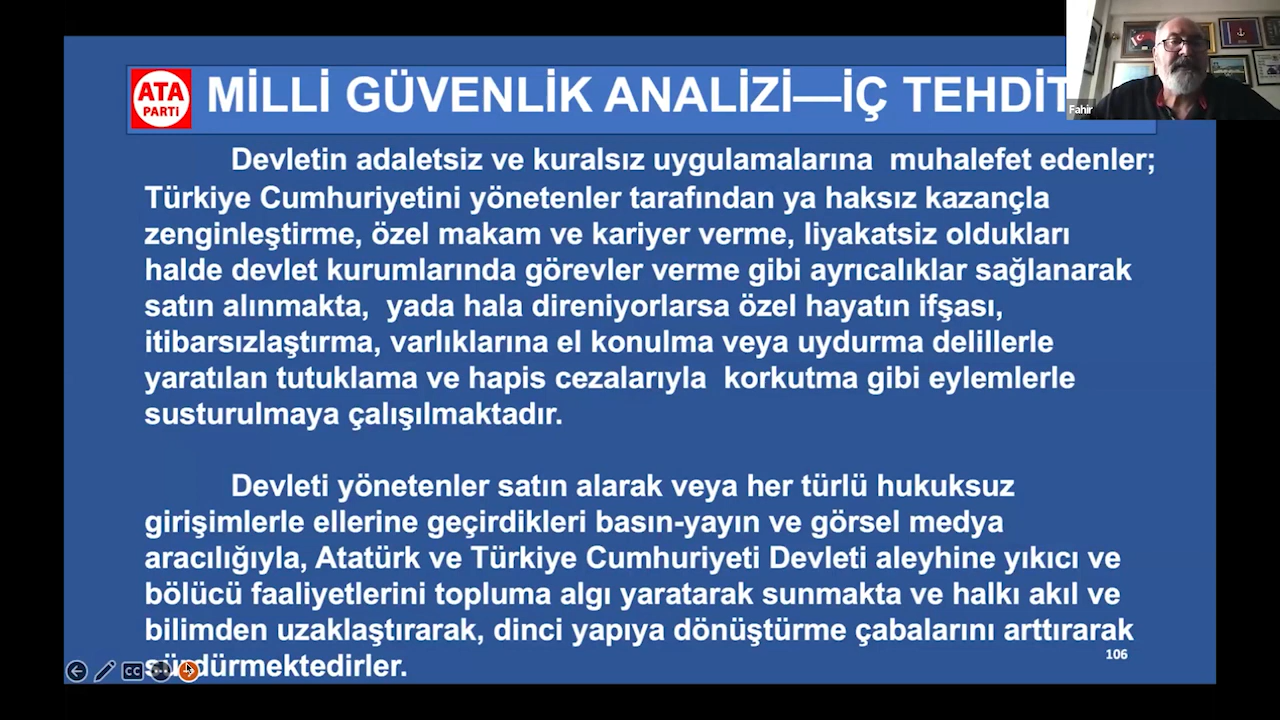 ATA
PARTİ
MİLLİ GÜVENLİK ANALİZİ—İÇ TEHDİT
Fahir
Devletin adaletsiz ve kuralsız uygulamalarına muhalefet edenler;
Türkiye Cumhuriyetini yönetenler tarafından ya haksız kazançla
zenginleştirme, özel makam ve kariyer verme, liyakatsiz oldukları
halde devlet kurumlarında görevler verme gibi ayrıcalıklar sağlanarak
satın alınmakta, yada hala direniyorlarsa özel hayatın ifşası,
itibarsızlaştırma, varlıklarına el konulma veya uydurma delillerle
yaratılan tutuklama ve hapis cezalarıyla korkutma gibi eylemlerle
susturulmaya çalışılmaktadır.
Devleti yönetenler satın alarak veya her türlü hukuksuz
girişimlerle ellerine geçirdikleri basın-yayın ve görsel medya
aracılığıyla, Atatürk ve Türkiye Cumhuriyeti Devleti aleyhine yıkıcı ve
bölücü faaliyetlerini topluma algı yaratarak sunmakta ve halkı akıl ve
bilimden uzaklaştırarak, dinci yapıya dönüştürme çabalarını arttırarak
sürdürmektedirler.
106
CC